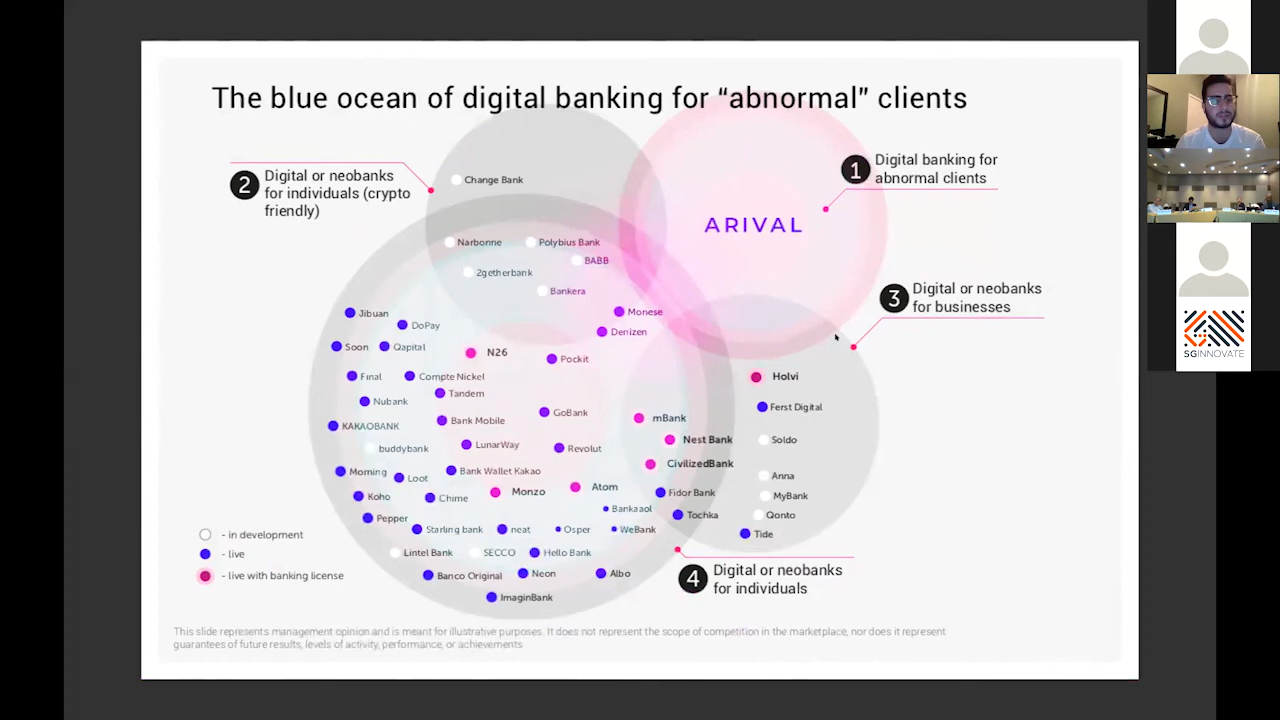 The blue ocean of digital banking for “abnormal” clients
2
Digital or neobanks
for individuals (crypto
friendly)
1
Digital banking for
abnormal clients
ARIVAL
3
Digital or neobanks
for businesses
Change Bank
Narbonne
Polybius Bank
BABB
2getherbank
Bankera
Jibuan
Monese
DoPay
Denizen
Soon
Qapital
N26
Pockit
Final
Compte Nickel
Holvi
Tandem
Nubank
Ferst Digital
GoBank
Bank Mobile
mBank
KAKAOBANK
LunarWay
Nest Bank
Soldo
buddybank
Revolut
CivilizedBank
Morning
Loot
Bank Wallet Kakao
Anna
Koho
Chime
Monzo
Atom
Fidor Bank
MyBank
Bankaaol
Pepper
Tochka
Qonto
Starling bank
neat
Osper
WeBank
Tide
Lintel Bank
SECCO
Hello Bank
Banco Original
Neon
Albo
ImaginBank
4
Digital or neobanks
for individuals
- in development
- live
- live with banking license
This slide represents management opinion and is meant for illustrative purposes. It does not represent the scope of competition in the marketplace, nor does it represent
guarantees of future results, levels of activity, performance, or achievements
SGINNOVATE